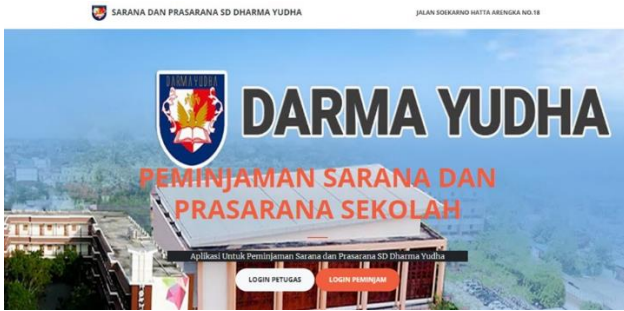 SARANA DAN PRASARANA SD DHARMA YUDHA
JALAN SOEKARNO HATTA ARENGKA NO.18
DARMA YUDHA
DARMA YUDHA
PEMINJAMAN SARANA DAN
PRASARANA SEKOLAH
Aplikasi Untuk Peminjaman Sarana dan Prasarana SD Dharma Yudha
LOGIN PETUGAS
LOGIN PEMINJAM